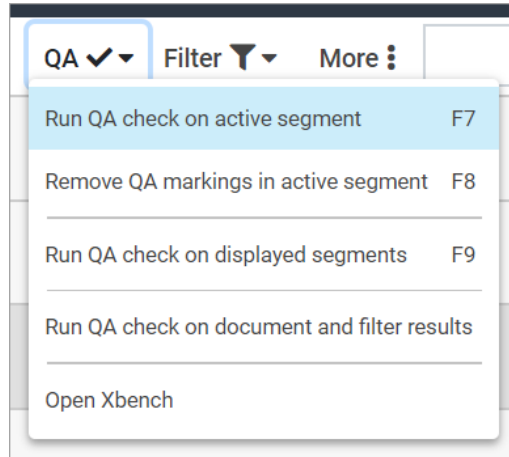 QA Filter More
Run QA check on active segment F7
Remove QA markings in active segment F8
Run QA check on displayed segments F9
Run QA check on document and filter results
Open Xbench